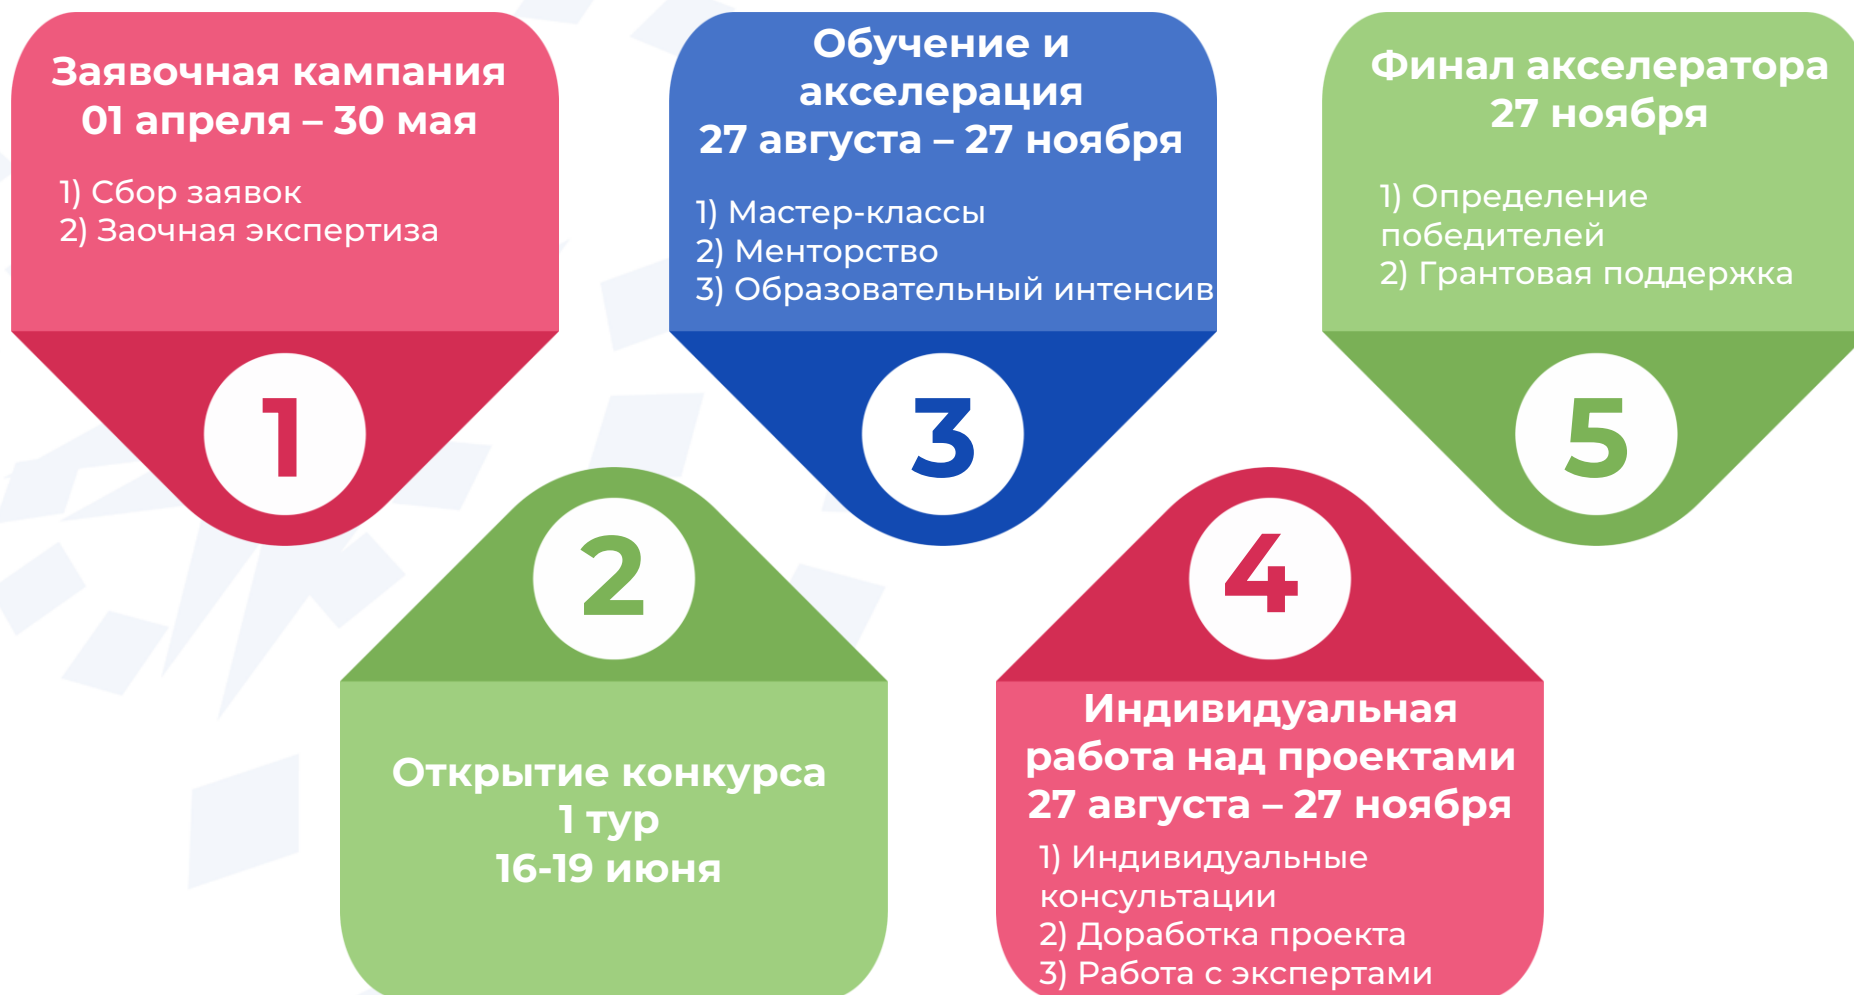 Заявочная кампания
01 апреля – 30 мая
1) Сбор заявок
2) Заочная экспертиза
1
Открытие конкурса
1 тур
16-19 июня
2
Обучение и
акселерация
27 августа – 27 ноября
1) Мастер-классы
2) Менторство
3) Образовательный интенсив
3
Индивидуальная
работа над проектами
27 августа – 27 ноября
1) Индивидуальные
консультации
2) Доработка проекта
3) Работа с экспертами
4
Финал акселератора
27 ноября
1) Определение
победителей
2) Грантовая поддержка
5